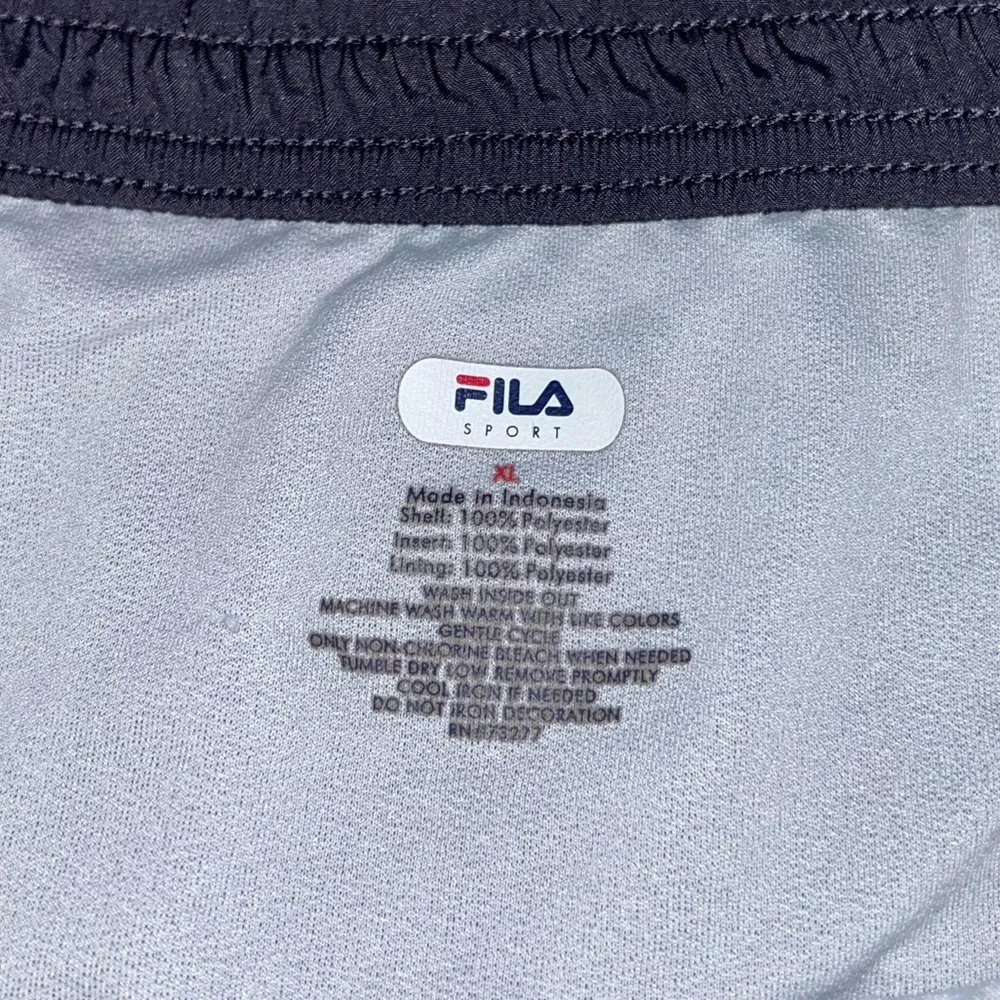 FILA
SPORT
XL
Made in Indonesia
Shell: 100% Polyester
Insert: 100% Polyester
Lining: 100% Polyester
WASH INSIDE OUT
MACHINE WASH WARM WITH LIKE COLORS
GENTLE CYCLE
ONLY NON-CHLORINE BLEACH WHEN NEEDED
TUMBLE DRY LOW REMOVE PROMPTLY
COOL IRON IF NEEDED
DO NOT IRON DECORATION
RN#73277